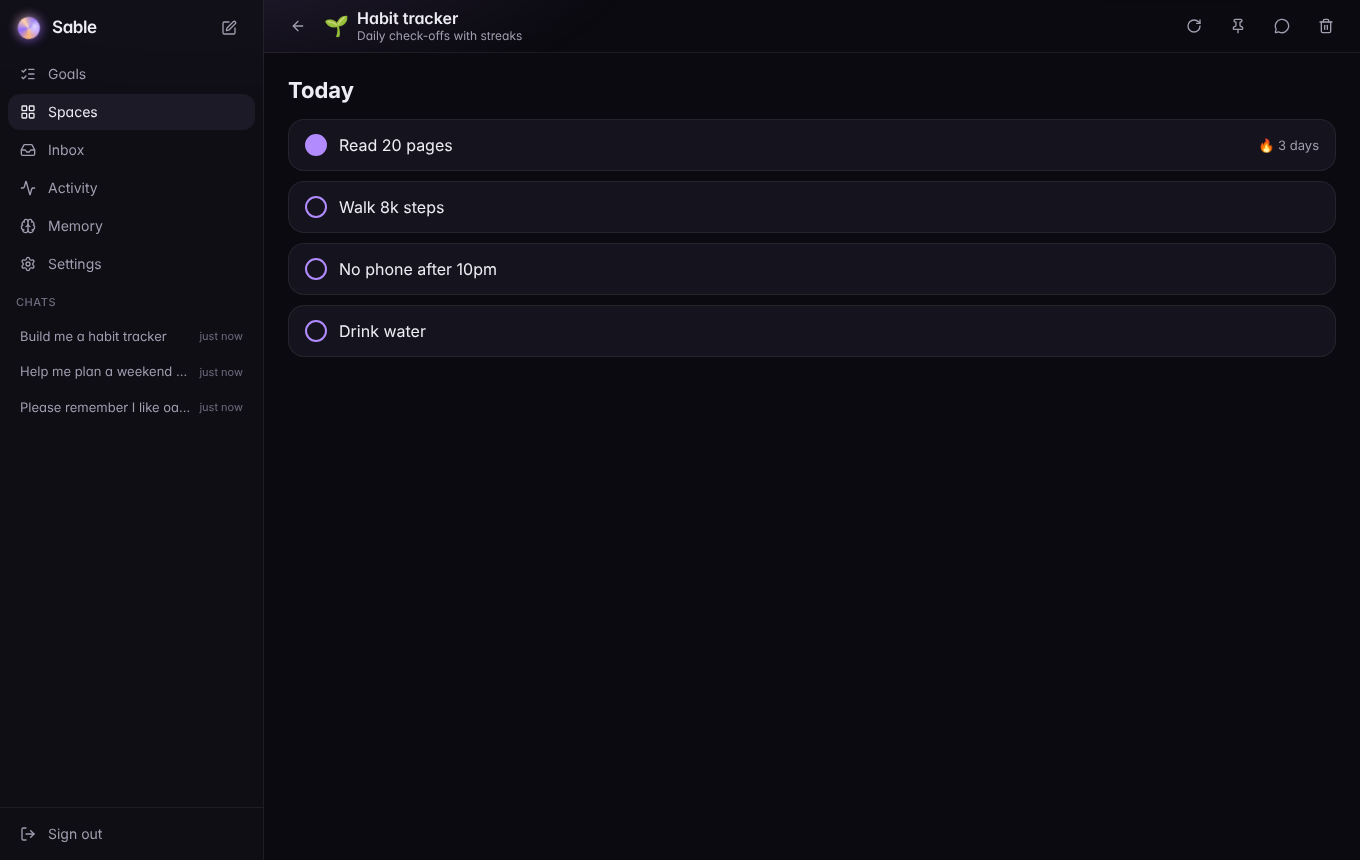 Sable
Goals
Spaces
Inbox
Activity
Memory
Settings
CHATS
Build me a habit tracker just now
Help me plan a weekend ... just now
Please remember I like oa... just now
Sign out
Habit tracker
Daily check-offs with streaks
Today
Read 20 pages 🔥 3 days
Walk 8k steps
No phone after 10pm
Drink water